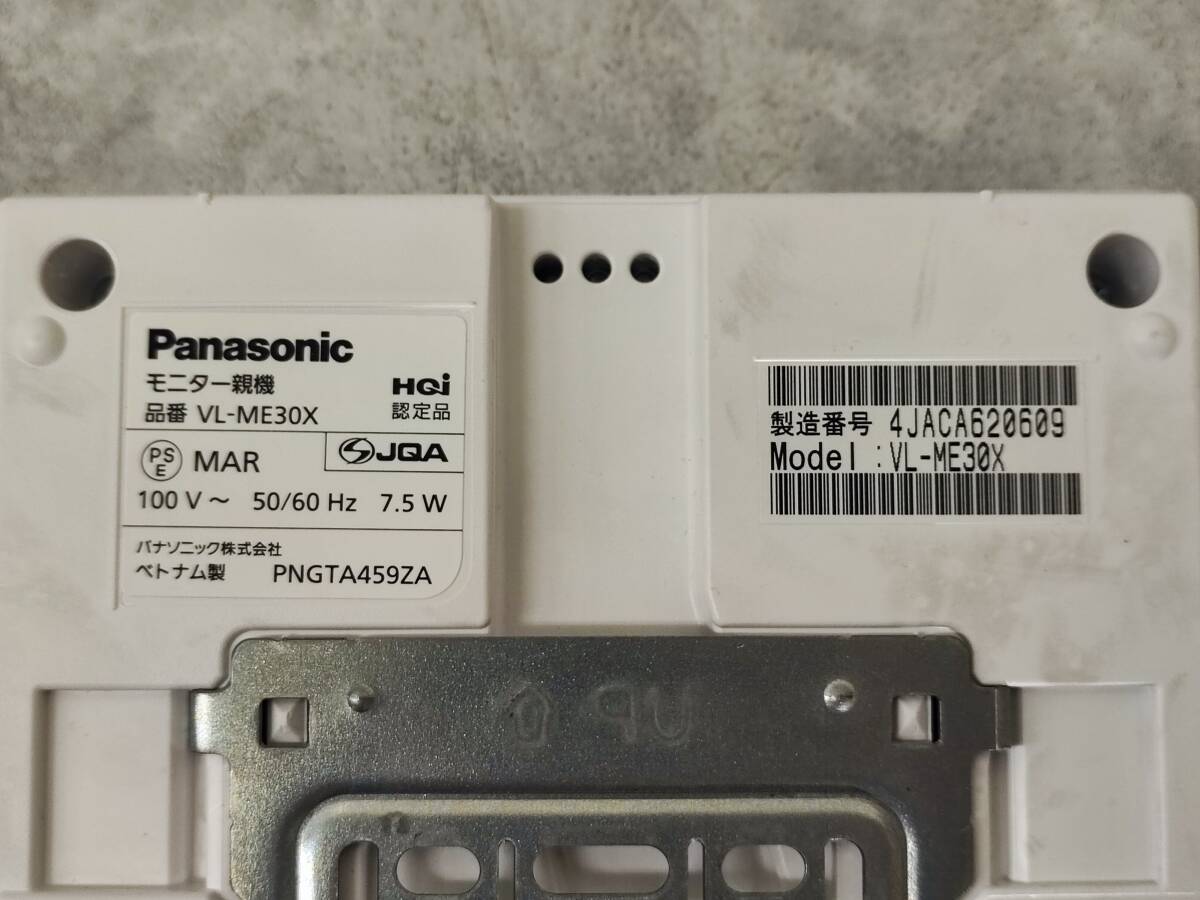 Panasonic
モニター親機
品番 VL-ME30X
HQi
認定品
PSE MAR
JQA
100 V ～ 50/60 Hz 7.5 W
パナソニック株式会社
ベトナム製 PNGTA459ZA
製造番号 4JACA620609
Model :VL-ME30X
UP